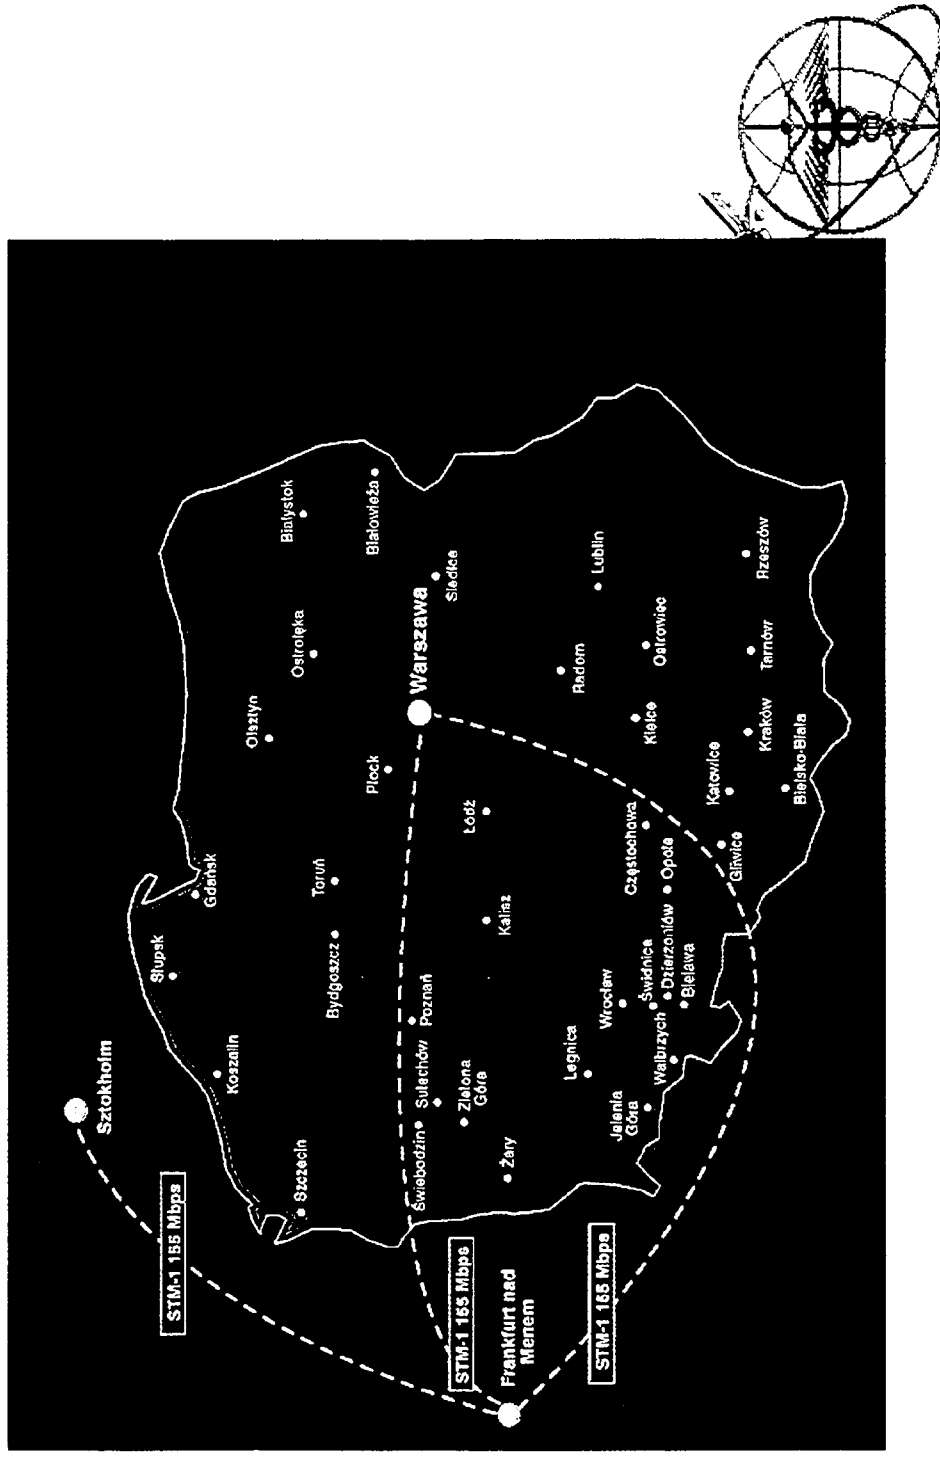 Sztokholm
STM-1 155 Mbps
Słupsk
Gdańsk
Koszalin
Olsztyn
Białystok
Szczecin
Ostrołęka
Toruń
Bydgoszcz
Białowieża
Płock
Świebodzin
Sulechów
Poznań
Warszawa
Siedlce
STM-1 155 Mbps
Zielona
Góra
Łódź
Kalisz
Żary
Frankfurt nad
Menem
Radom
Lublin
Legnica
STM-1 155 Mbps
Wrocław
Jelenia
Góra
Świdnica
Częstochowa
Kielce
Ostrowiec
Wałbrzych
Dzierżoniów
Opole
Bielawa
Katowice
Gliwice
Kraków
Tarnów
Rzeszów
Bielsko-Biała